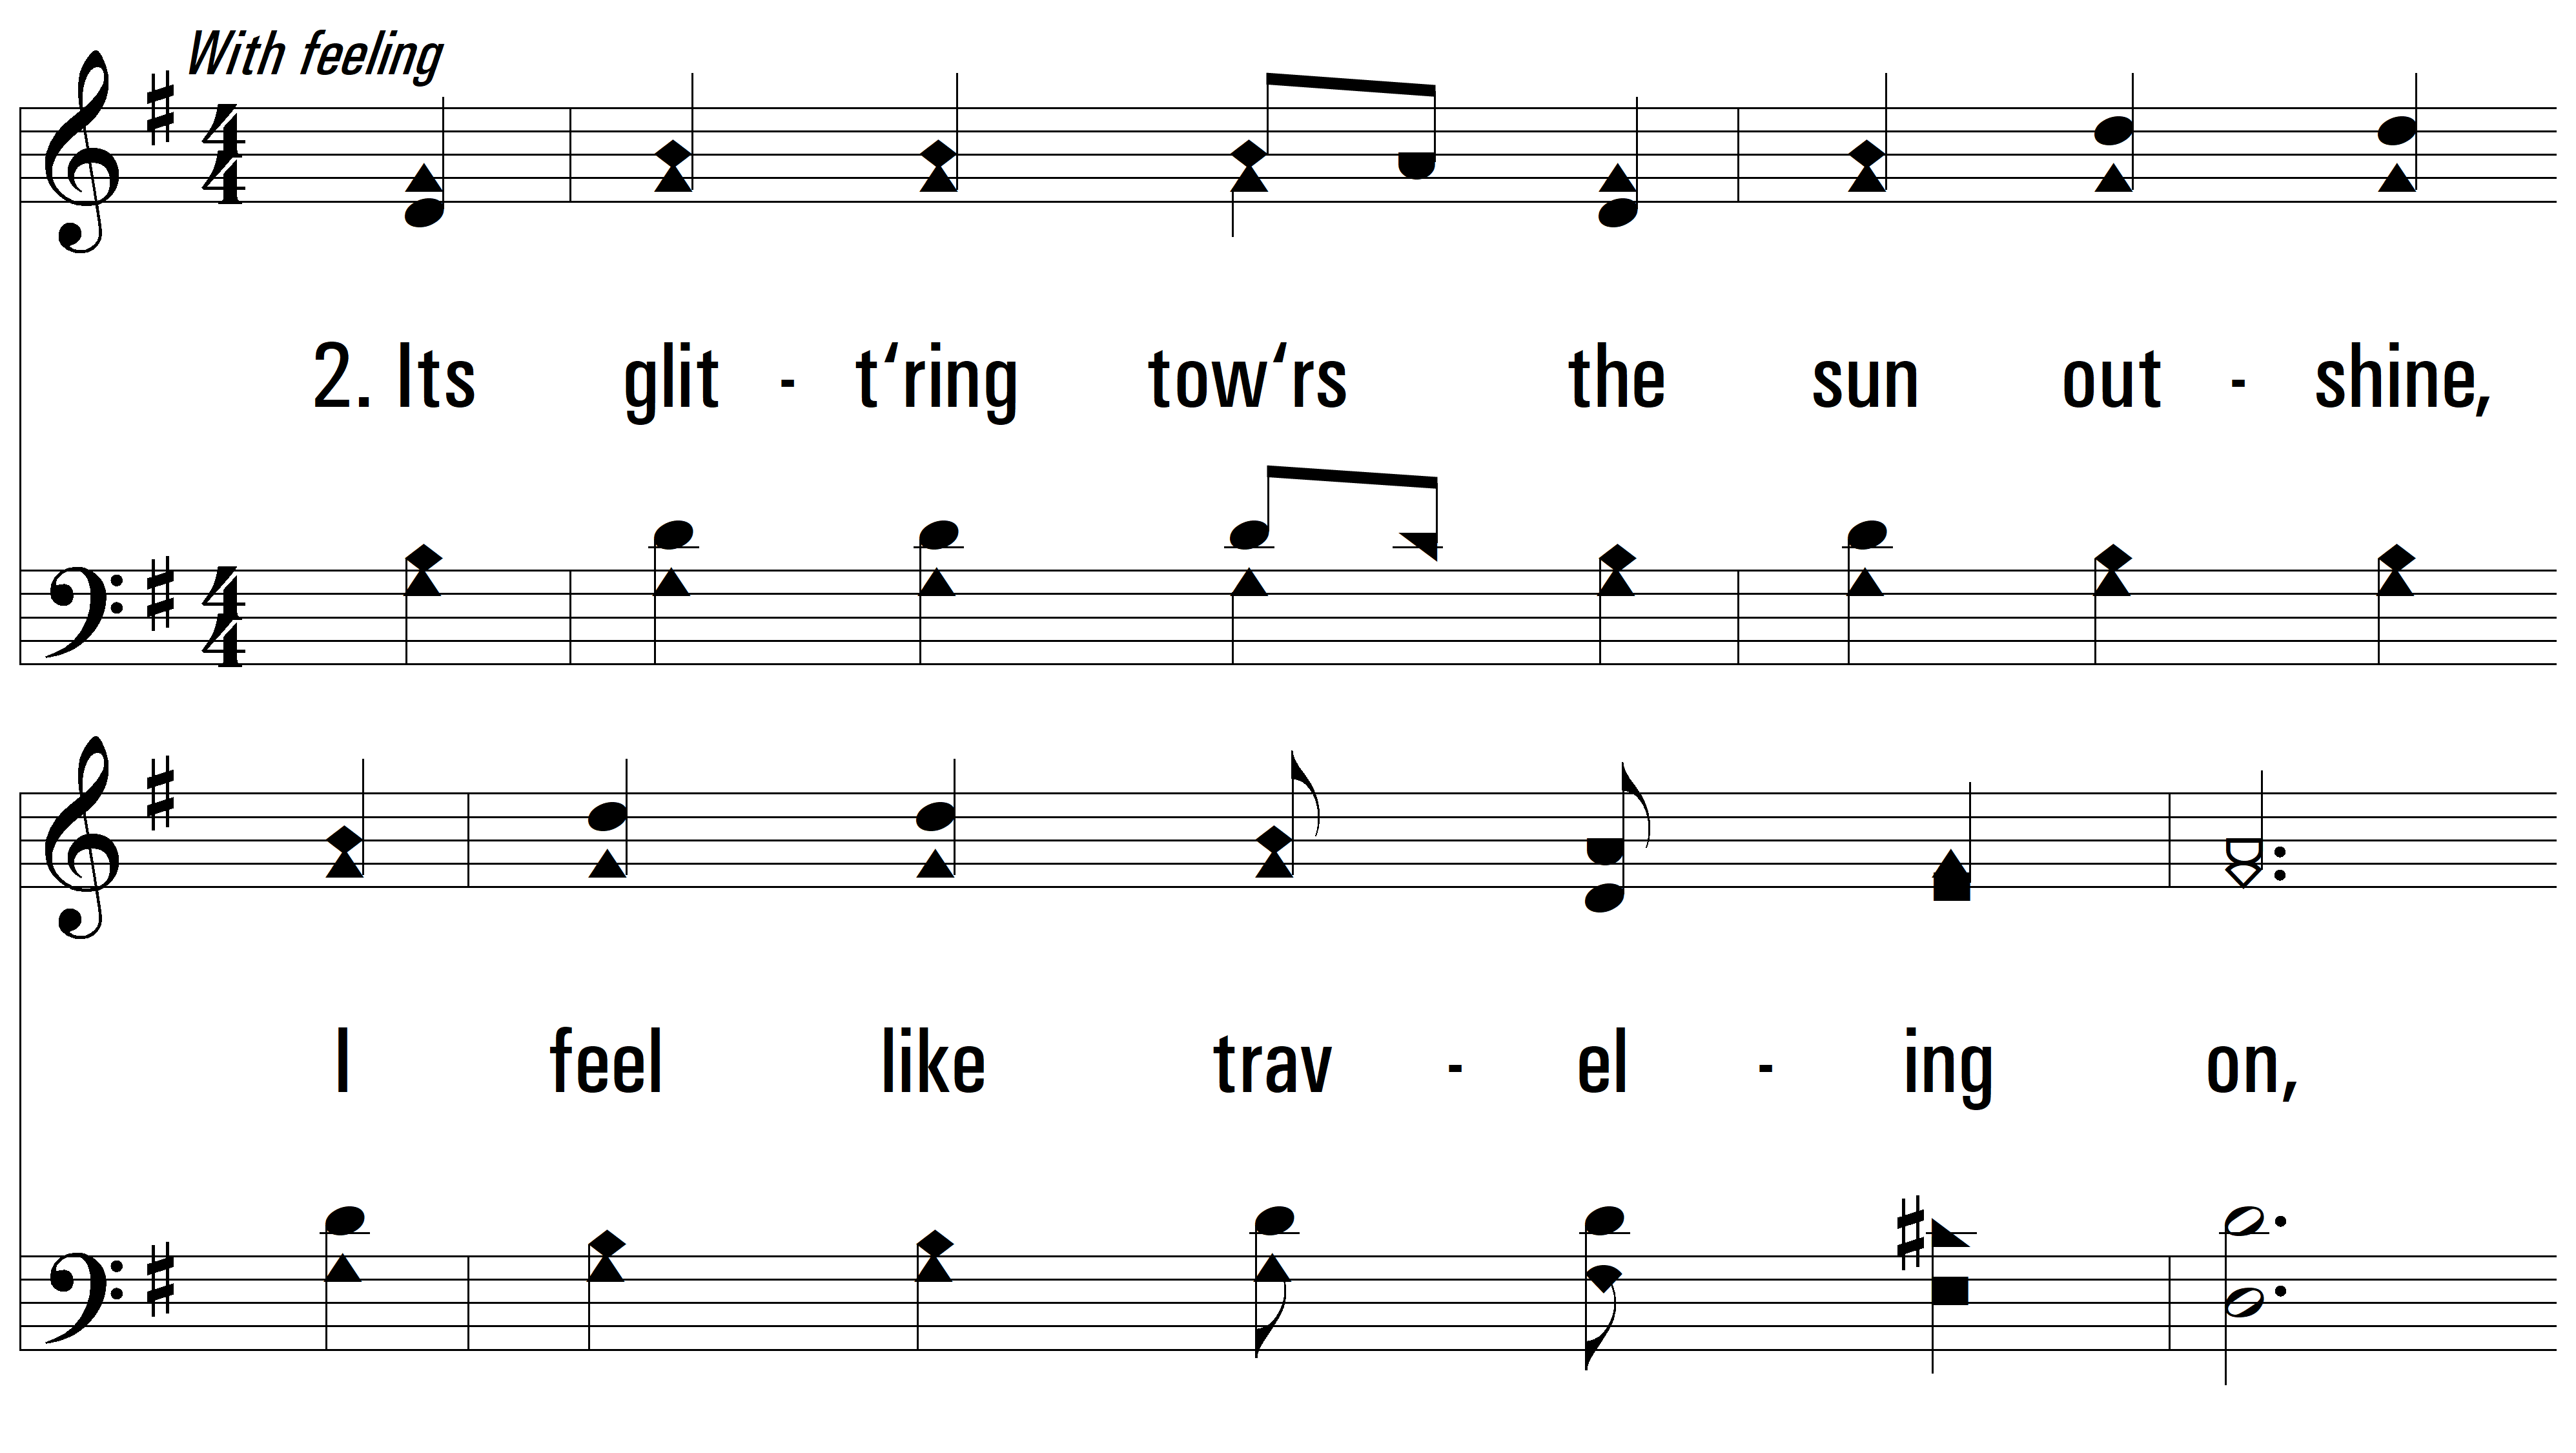 With feeling
2. Its glit - t‘ring tow‘rs the sun out - shine,
I feel like trav - el - ing on,